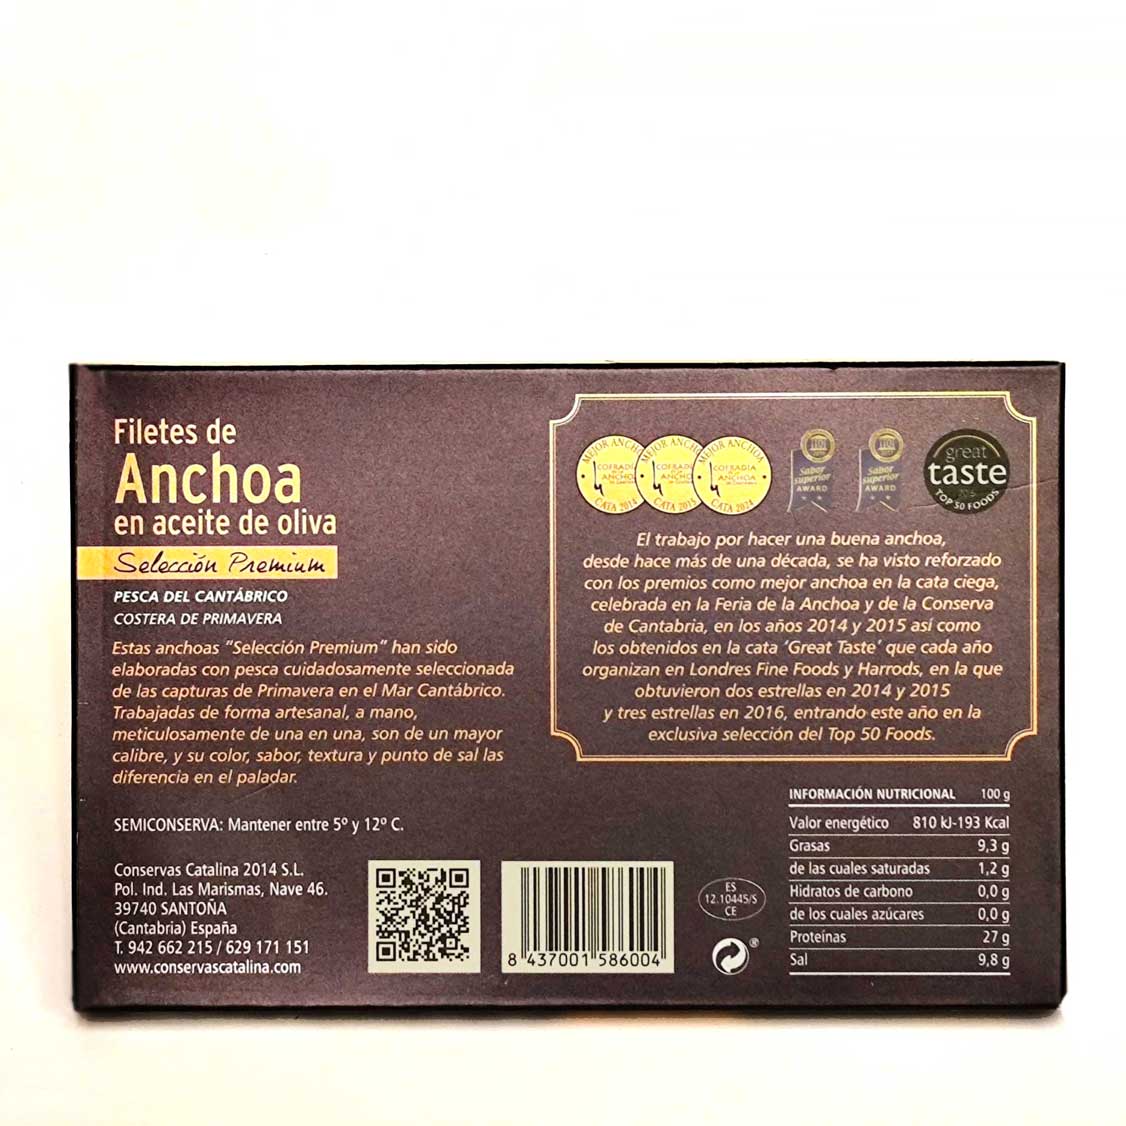 Filetes de
Anchoa
en aceite de oliva
Selección Premium
PESCA DEL CANTÁBRICO
COSTERA DE PRIMAVERA
Estas anchoas "Selección Premium" han sido
elaboradas con pesca cuidadosamente seleccionada
de las capturas de Primavera en el Mar Cantábrico.
Trabajadas de forma artesanal, a mano,
meticulosamente de una en una, son de un mayor
calibre, y su color, sabor, textura y punto de sal las
diferencia en el paladar.
SEMICONSERVA: Mantener entre 5º y 12º C.
Conservas Catalina 2014 S.L.
Pol. Ind. Las Marismas, Nave 46.
39740 SANTOÑA
(Cantabria) España
T. 942 662 215 / 629 171 151
www.conservascatalina.com
8 437001 586004
ES
12.10445/S
CE
®
MEJOR ANCH
COFRADÍ
ANCHO
CATA 2014
MEJOR ANCH
COFRAD
ANCHO
CATA 2015
MEJOR ANCHOA
COFRADÍA
ANCHOA
CATA 2024
Sabor
superior
AWARD
Sabor
superior
AWARD
great
taste
TOP 50 FOODS
El trabajo por hacer una buena anchoa,
desde hace más de una década, se ha visto reforzado
con los premios como mejor anchoa en la cata ciega,
celebrada en la Feria de la Anchoa y de la Conserva
de Cantabria, en los años 2014 y 2015 así como
los obtenidos en la cata 'Great Taste' que cada año
organizan en Londres Fine Foods y Harrods, en la que
obtuvieron dos estrellas en 2014 y 2015
y tres estrellas en 2016, entrando este año en la
exclusiva selección del Top 50 Foods.
INFORMACIÓN NUTRICIONAL 100 g
Valor energético 810 kJ-193 Kcal
Grasas 9,3 g
de las cuales saturadas 1,2 g
Hidratos de carbono 0,0 g
de los cuales azúcares 0,0 g
Proteínas 27 g
Sal 9,8 g